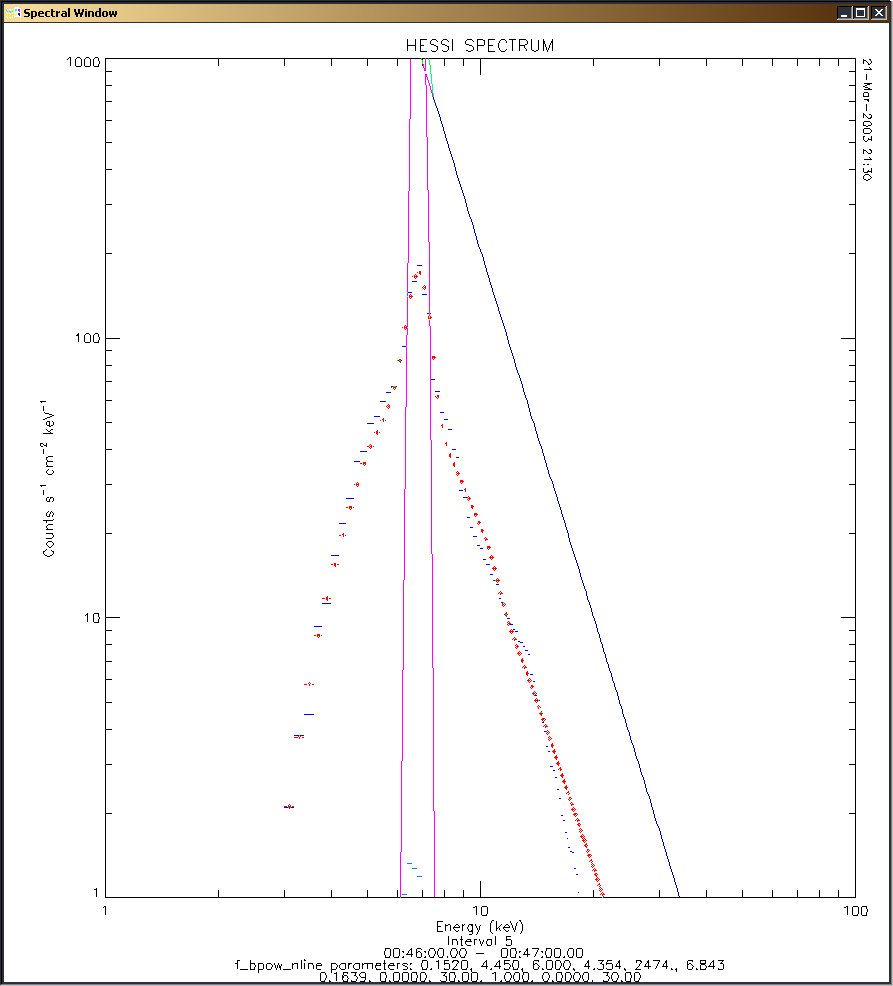 Spectral Window
HESSI SPECTRUM
21-Mar-2003 21:30
1000
100
10
1
Counts s⁻¹ cm⁻² keV⁻¹
1
10
100
Energy (keV)
Interval 5
00:46:00.00 - 00:47:00.00
f_bpow_nline parameters: 0.1520, 4.450, 6.000, 4.354, 2474., 6.843
0.1639, 0.0000, 30.00, 1.000, 0.0000, 30.00